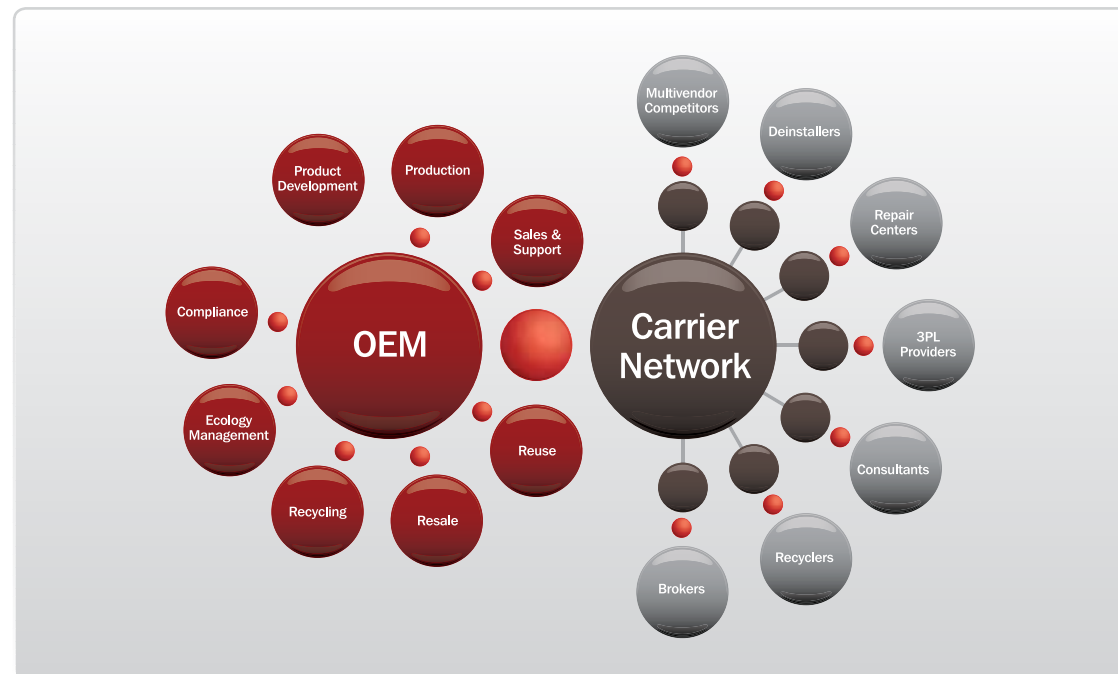 Multivendor
Competitors
Deinstallers
Product
Development
Production
Repair
Centers
Sales &
Support
Compliance
OEM
Carrier
Network
3PL
Providers
Ecology
Management
Reuse
Consultants
Recycling
Resale
Recyclers
Brokers